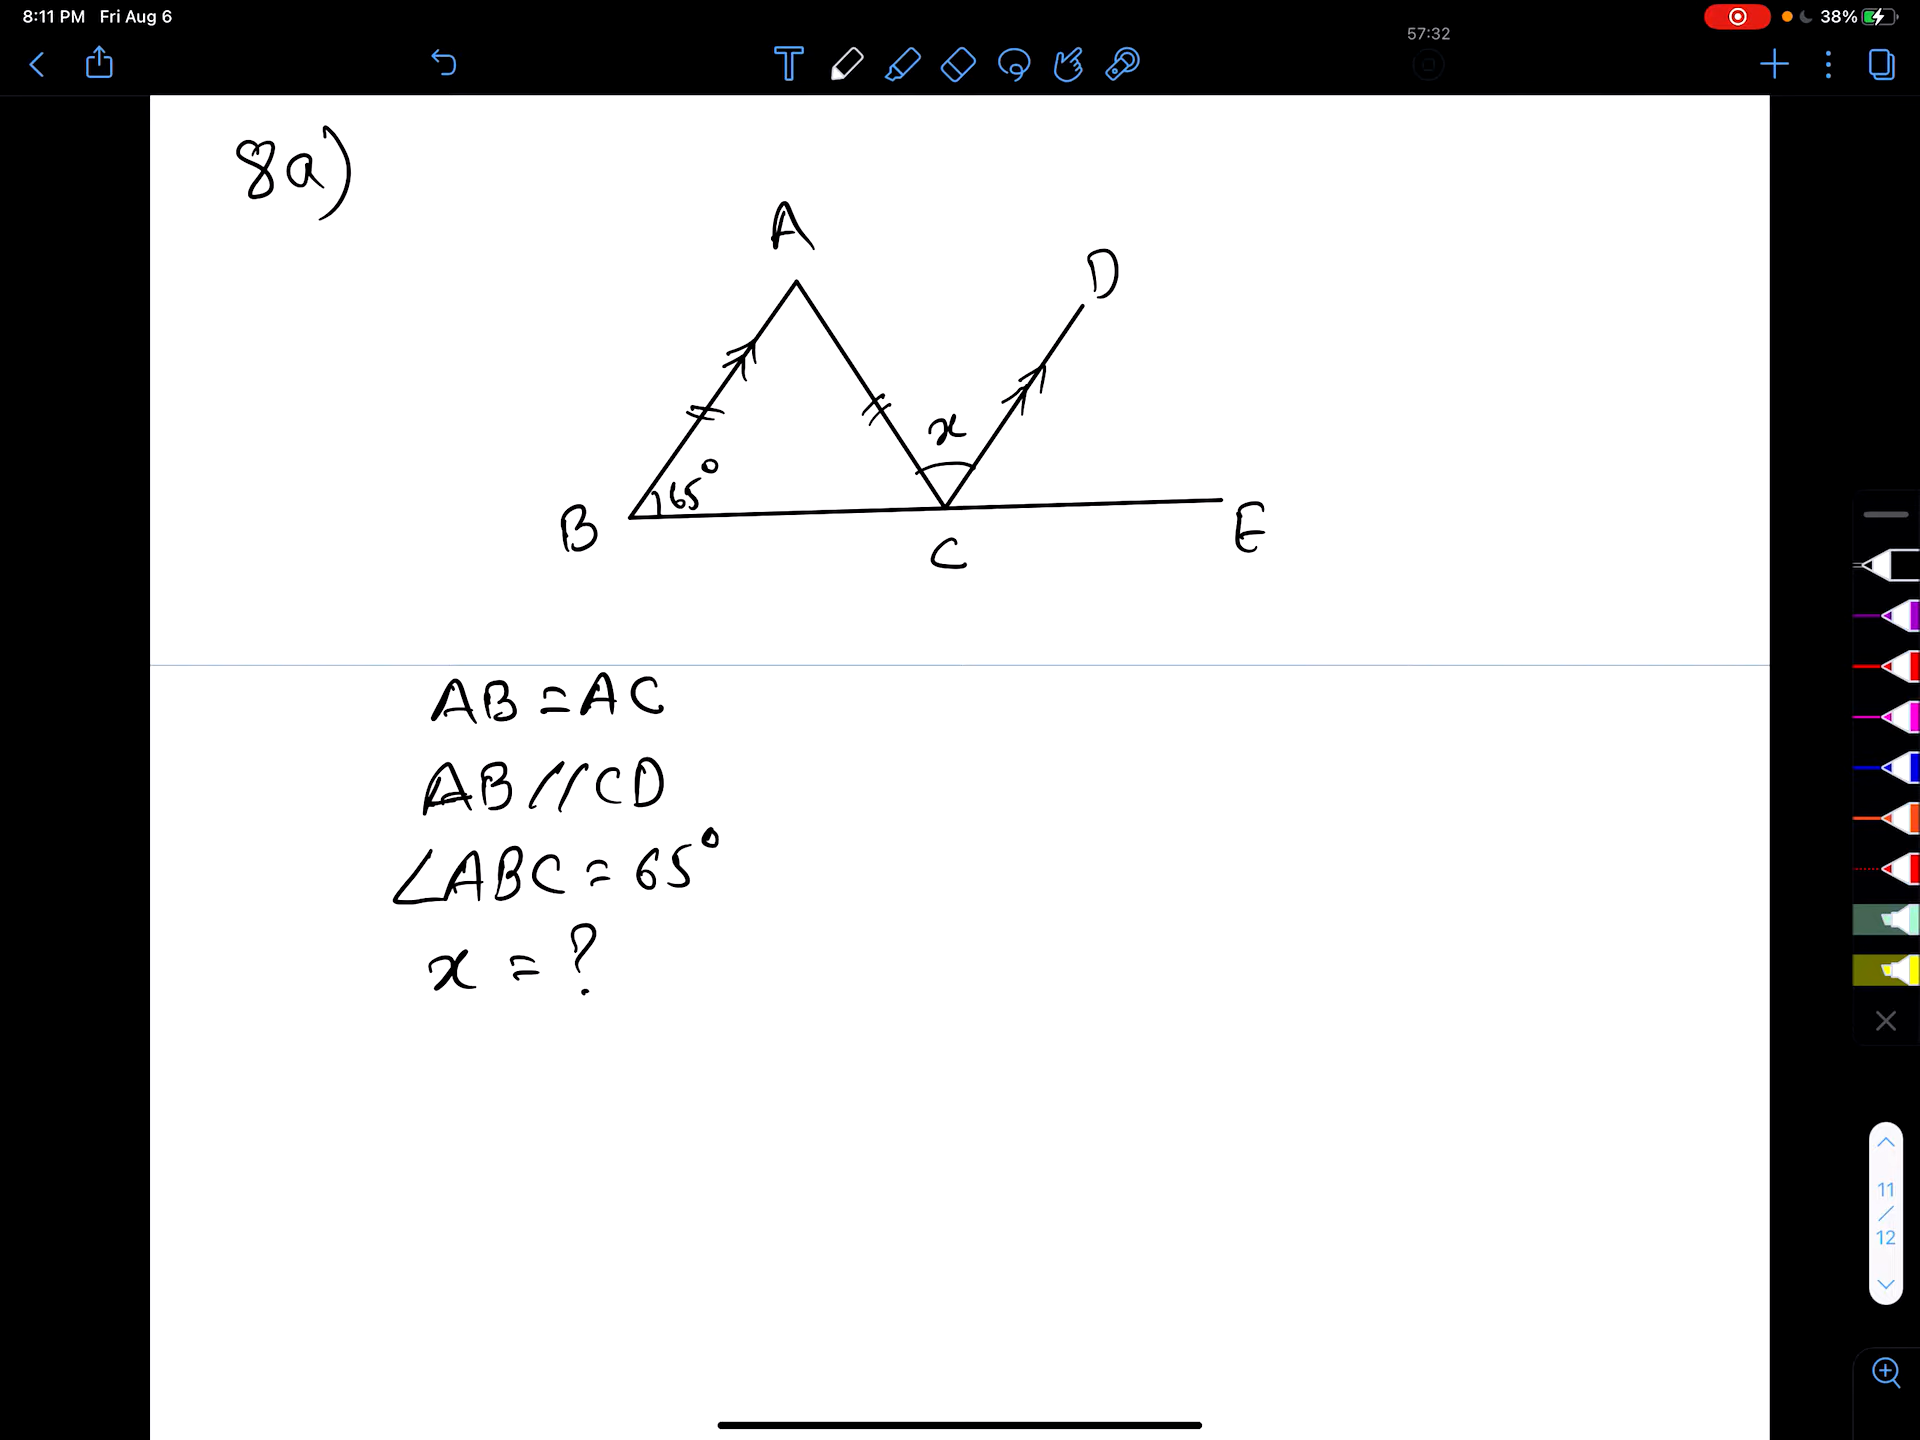 8:11 PM Fri Aug 6
38%
57:32
T
8a)
A
D
x
65°
B
C
E
AB = AC
AB // CD
∠ABC = 65°
x = ?
11
/
12